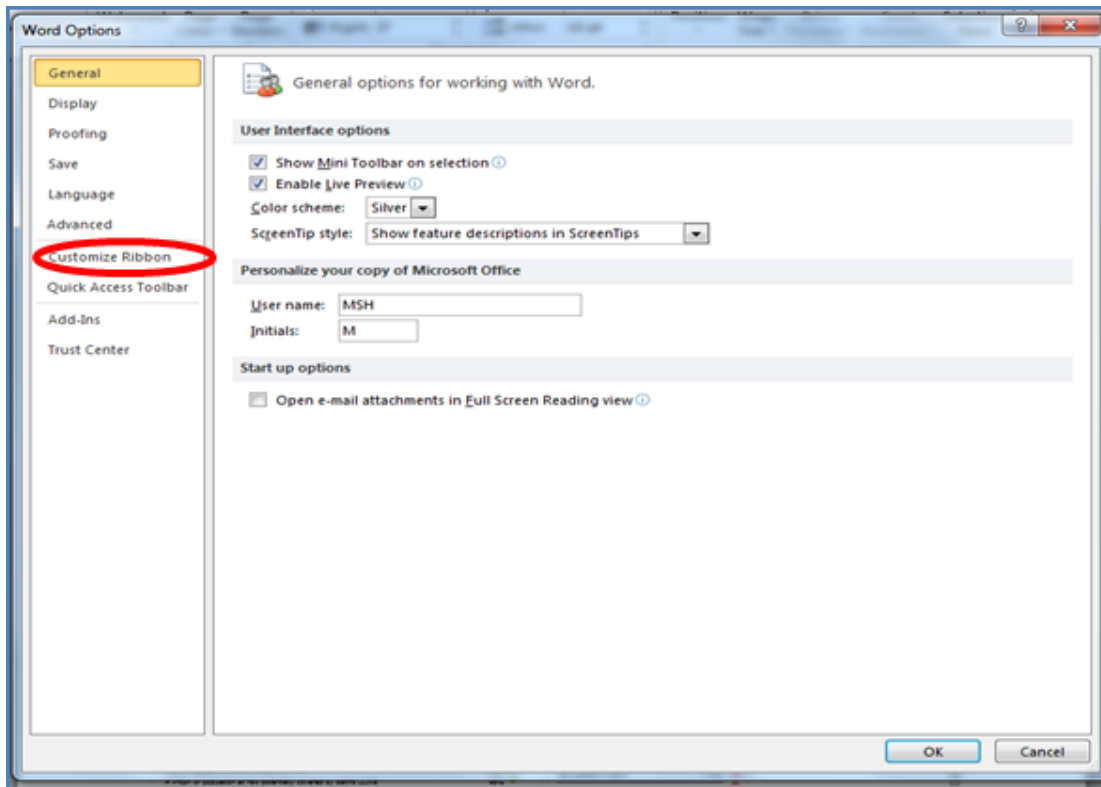 Word Options
General
Display
Proofing
Save
Language
Advanced
Customize Ribbon
Quick Access Toolbar
Add-Ins
Trust Center
General options for working with Word.
User Interface options
Show Mini Toolbar on selection
Enable Live Preview
Color scheme: Silver
ScreenTip style: Show feature descriptions in ScreenTips
Personalize your copy of Microsoft Office
User name: MSH
Initials: M
Start up options
Open e-mail attachments in Full Screen Reading view
OK Cancel